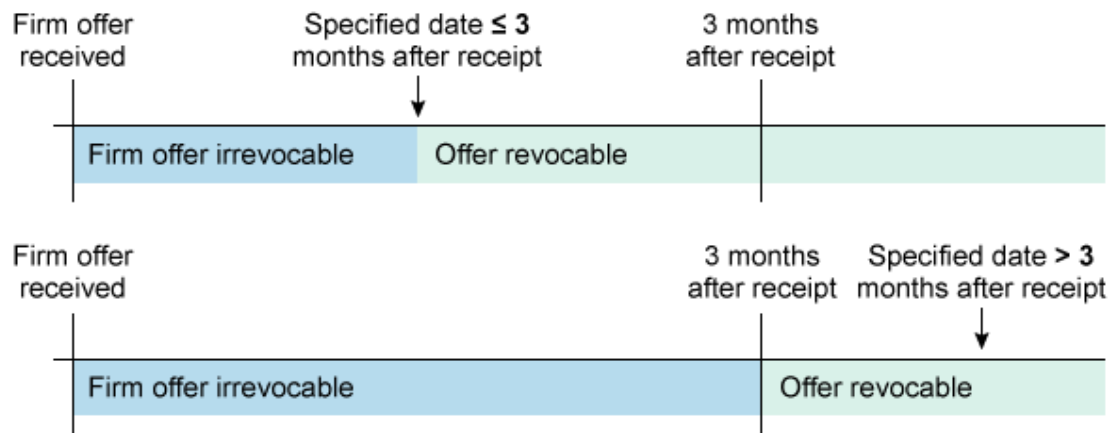 Firm offer
received
Specified date ≤ 3
months after receipt
3 months
after receipt
Firm offer irrevocable
Offer revocable
Firm offer
received
3 months
after receipt
Specified date > 3
months after receipt
Firm offer irrevocable
Offer revocable